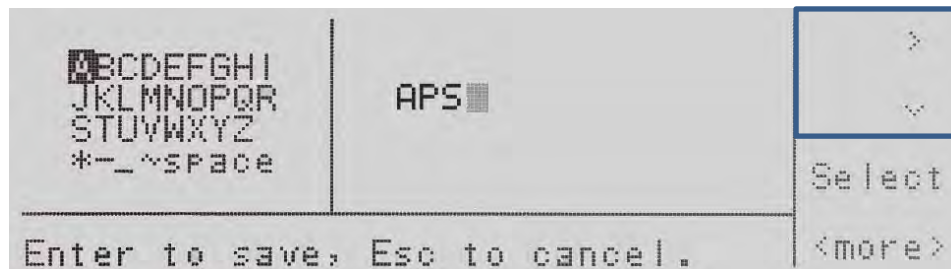 ABCDEFGHI
JKLMNOPQR
STUVWXYZ
*-_~space
APS
>
Select
<more>
Enter to save, Esc to cancel.